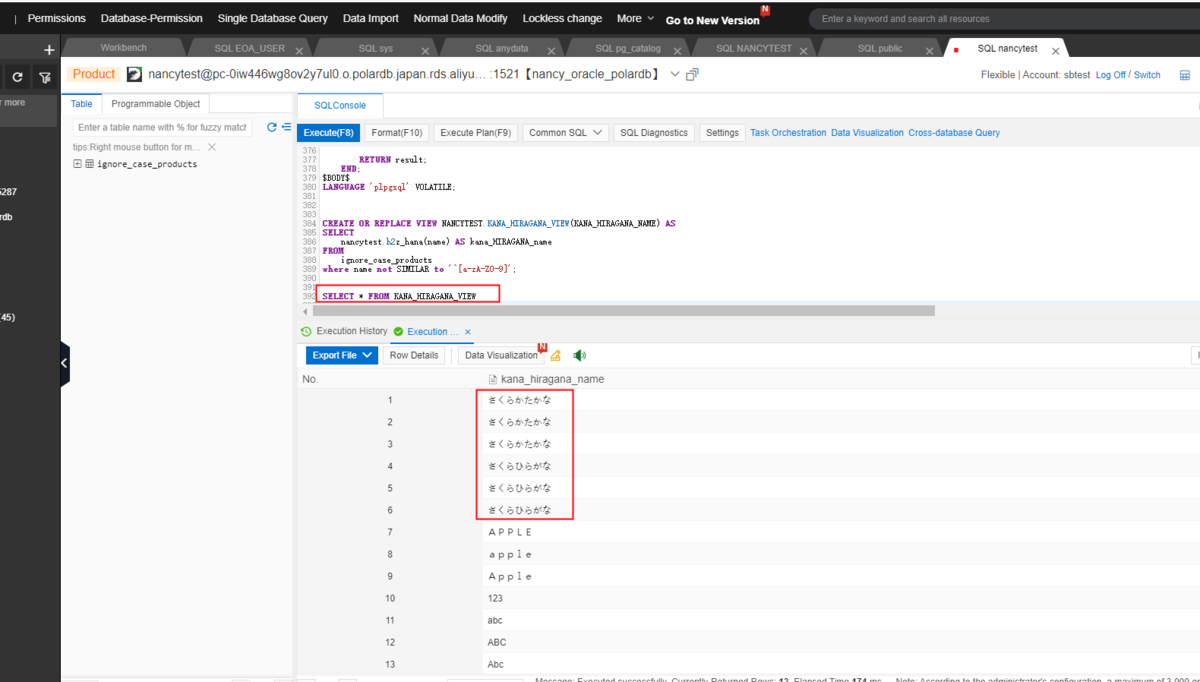 Permissions Database-Permission Single Database Query Data Import Normal Data Modify Lockless change More Go to New Version N Enter a keyword and search all resources
Workbench SQL EOA_USER SQL sys SQL anydata SQL pg_catalog SQL NANCYTEST SQL public SQL nancytest
Product nancytest@pc-0iw446wg8ov2y7ul0.o.polardb.japan.rds.aliyu... :1521【nancy_oracle_polardb】 Flexible | Account: sbtest Log Off / Switch
r more
Table Programmable Object SQLConsole
Enter a table name with % for fuzzy match
Execute(F8) Format(F10) Execute Plan(F9) Common SQL SQL Diagnostics Settings Task Orchestration Data Visualization Cross-database Query
tips:Right mouse button for m...
ignore_case_products
5287
rdb
45)
376
377 RETURN result;
378 END;
379 $BODY$
380 LANGUAGE 'plpgsql' VOLATILE;
381
382
383
384 CREATE OR REPLACE VIEW NANCYTEST.KANA_HIRAGANA_VIEW(KANA_HIRAGANA_NAME) AS
385 SELECT
386 nancytest.h2z_hana(name) AS kana_HIRAGANA_name
387 FROM
388 ignore_case_products
389 where name not SIMILAR to '^[a-zA-Z0-9]';
390
391
392 SELECT * FROM KANA_HIRAGANA_VIEW
Execution History Execution ...
Export File Row Details Data Visualization N
No. kana_hiragana_name
1 さくらかたかな
2 さくらかたかな
3 さくらかたかな
4 さくらひらがな
5 さくらひらがな
6 さくらひらがな
7 ＡＰＰＬＥ
8 ａｐｐｌｅ
9 Ａｐｐｌｅ
10 123
11 abc
12 ABC
13 Abc
Message: Executed successfully. Currently Returned Rows: 13, Elapsed Time 174 ms. Note: According to the administrator's configuration, a maximum of 3,000